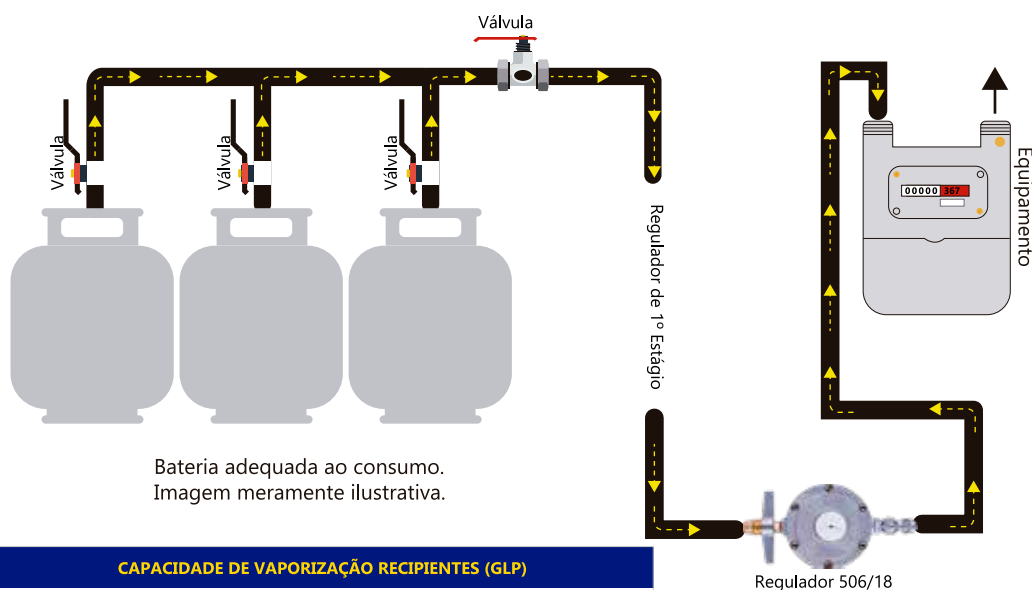 Válvula
Válvula
Válvula
Válvula
Regulador de 1º Estágio
00000 367
Equipamento
Bateria adequada ao consumo.
Imagem meramente ilustrativa.
CAPACIDADE DE VAPORIZAÇÃO RECIPIENTES (GLP)
Regulador 506/18